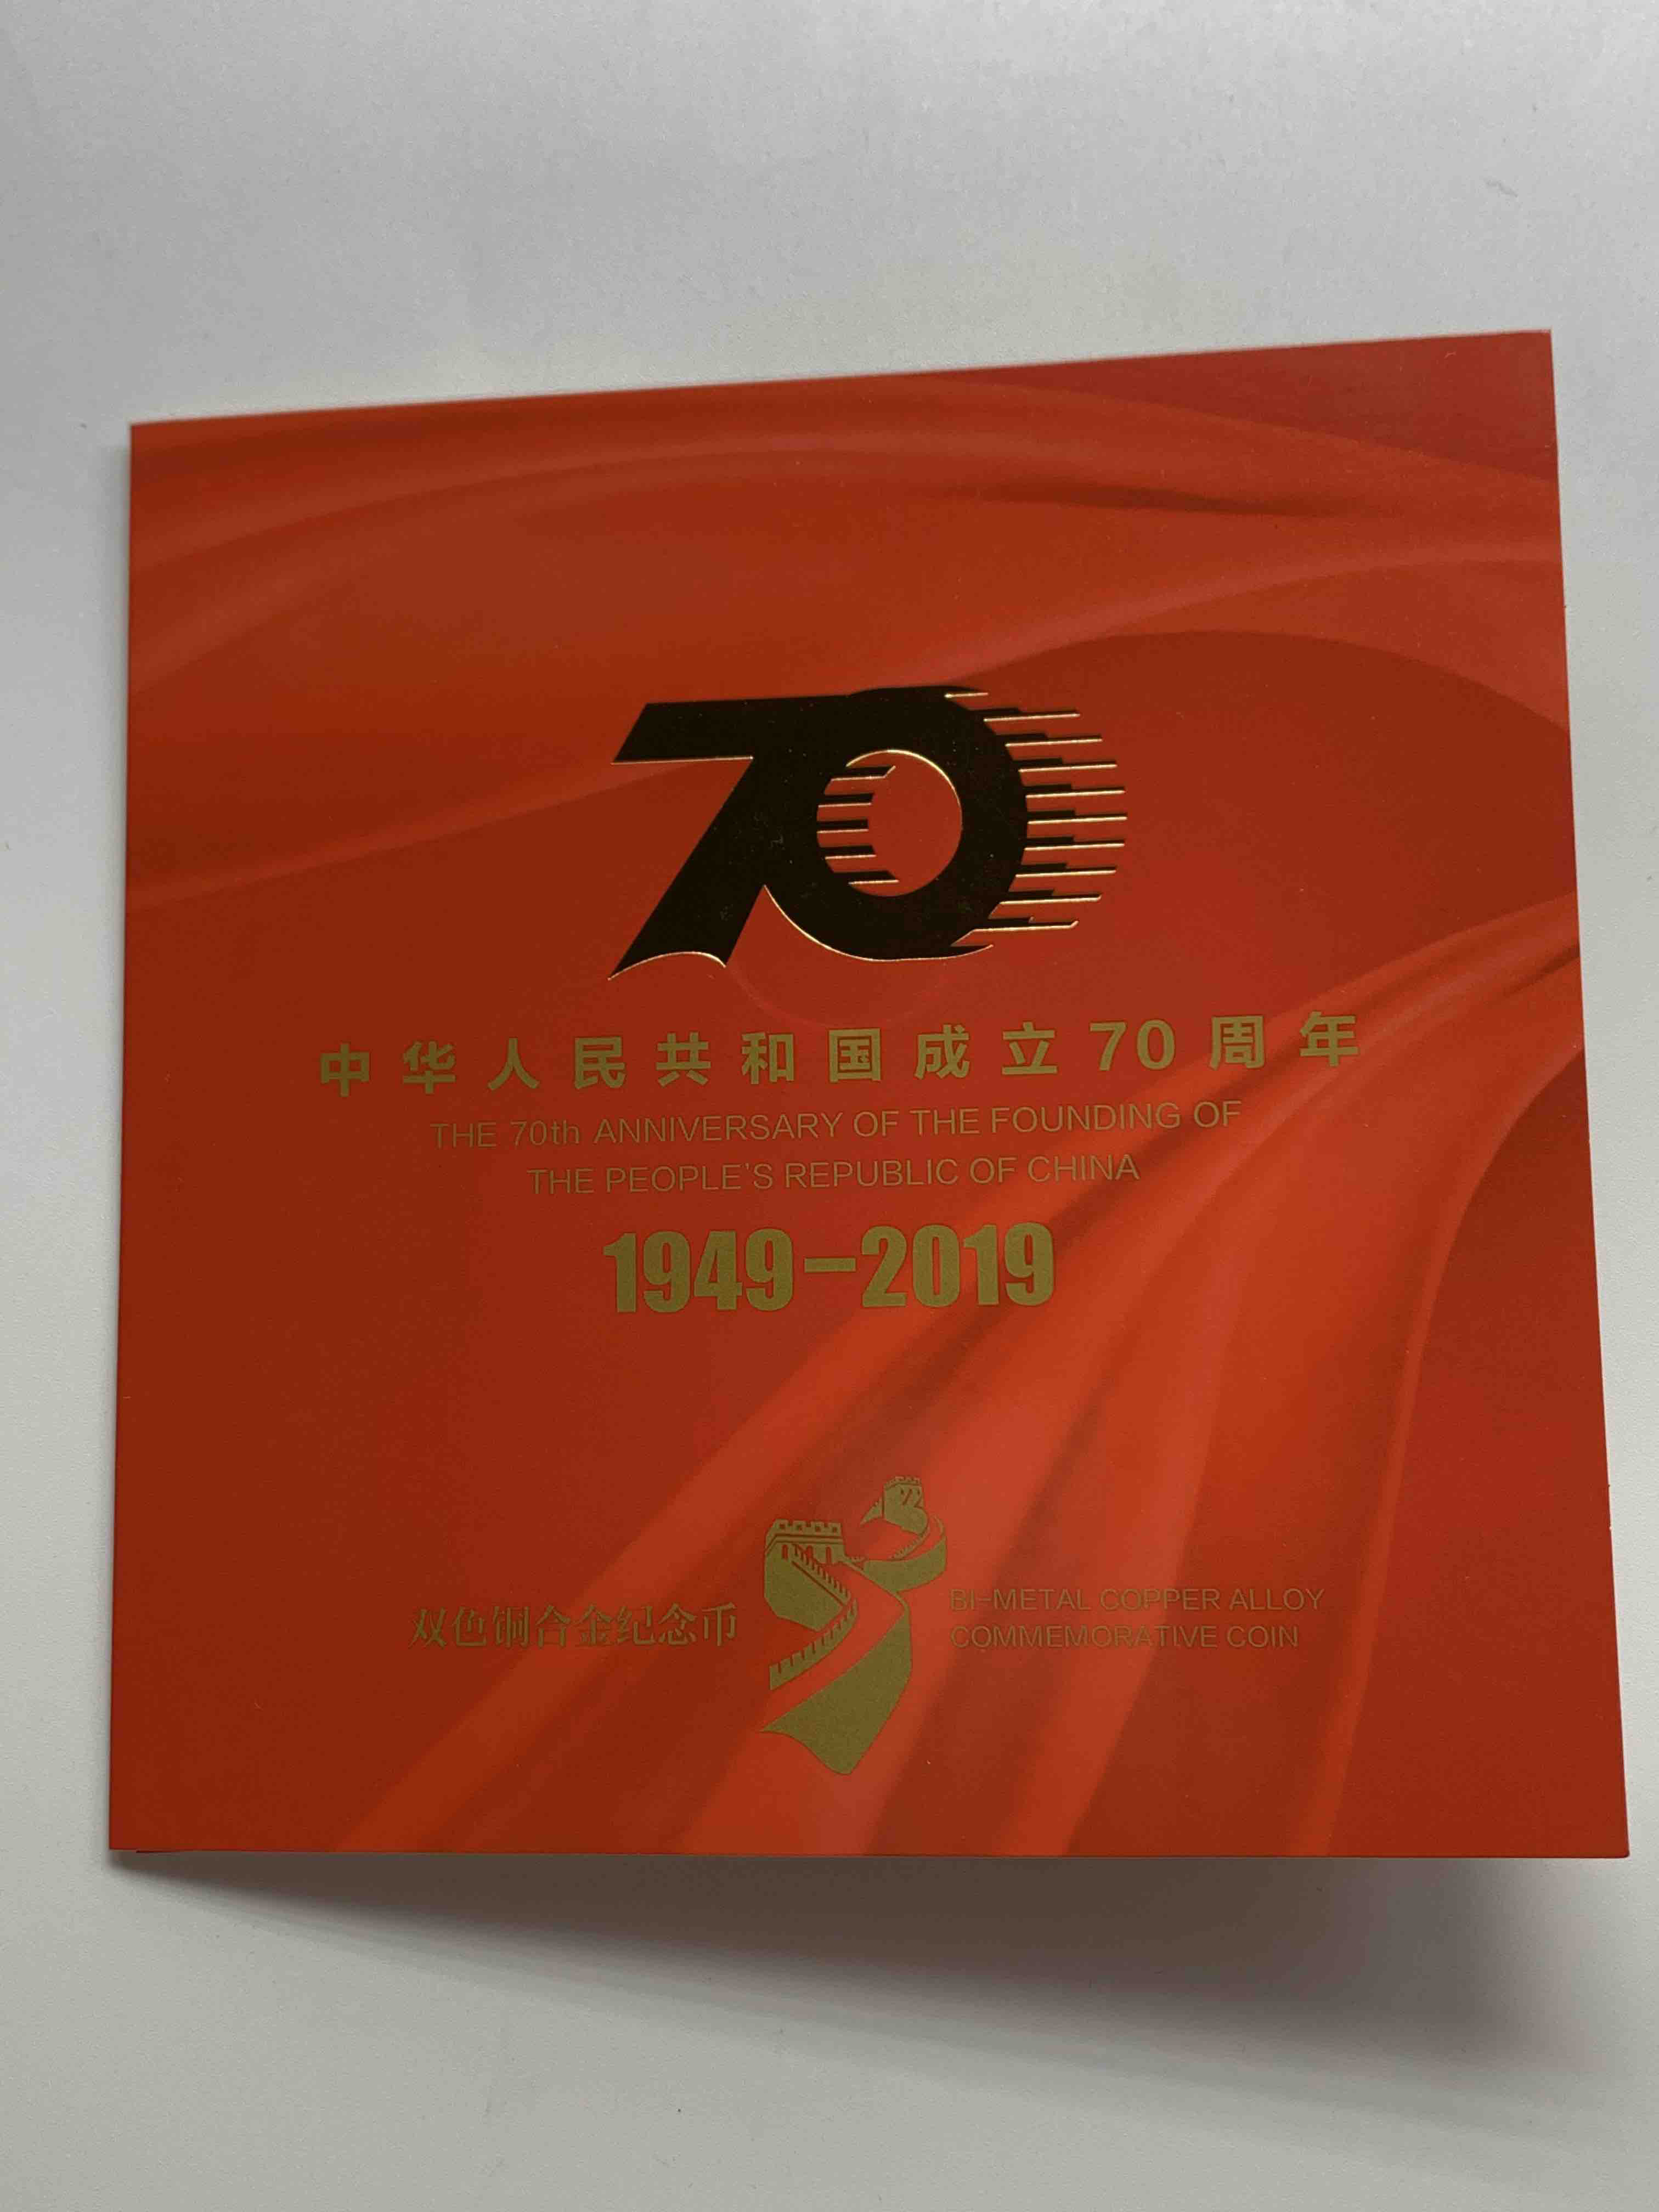 70
中华人民共和国成立70周年
THE 70th ANNIVERSARY OF THE FOUNDING OF
THE PEOPLE'S REPUBLIC OF CHINA
1949-2019
双色铜合金纪念币
BI-METAL COPPER ALLOY
COMMEMORATIVE COIN